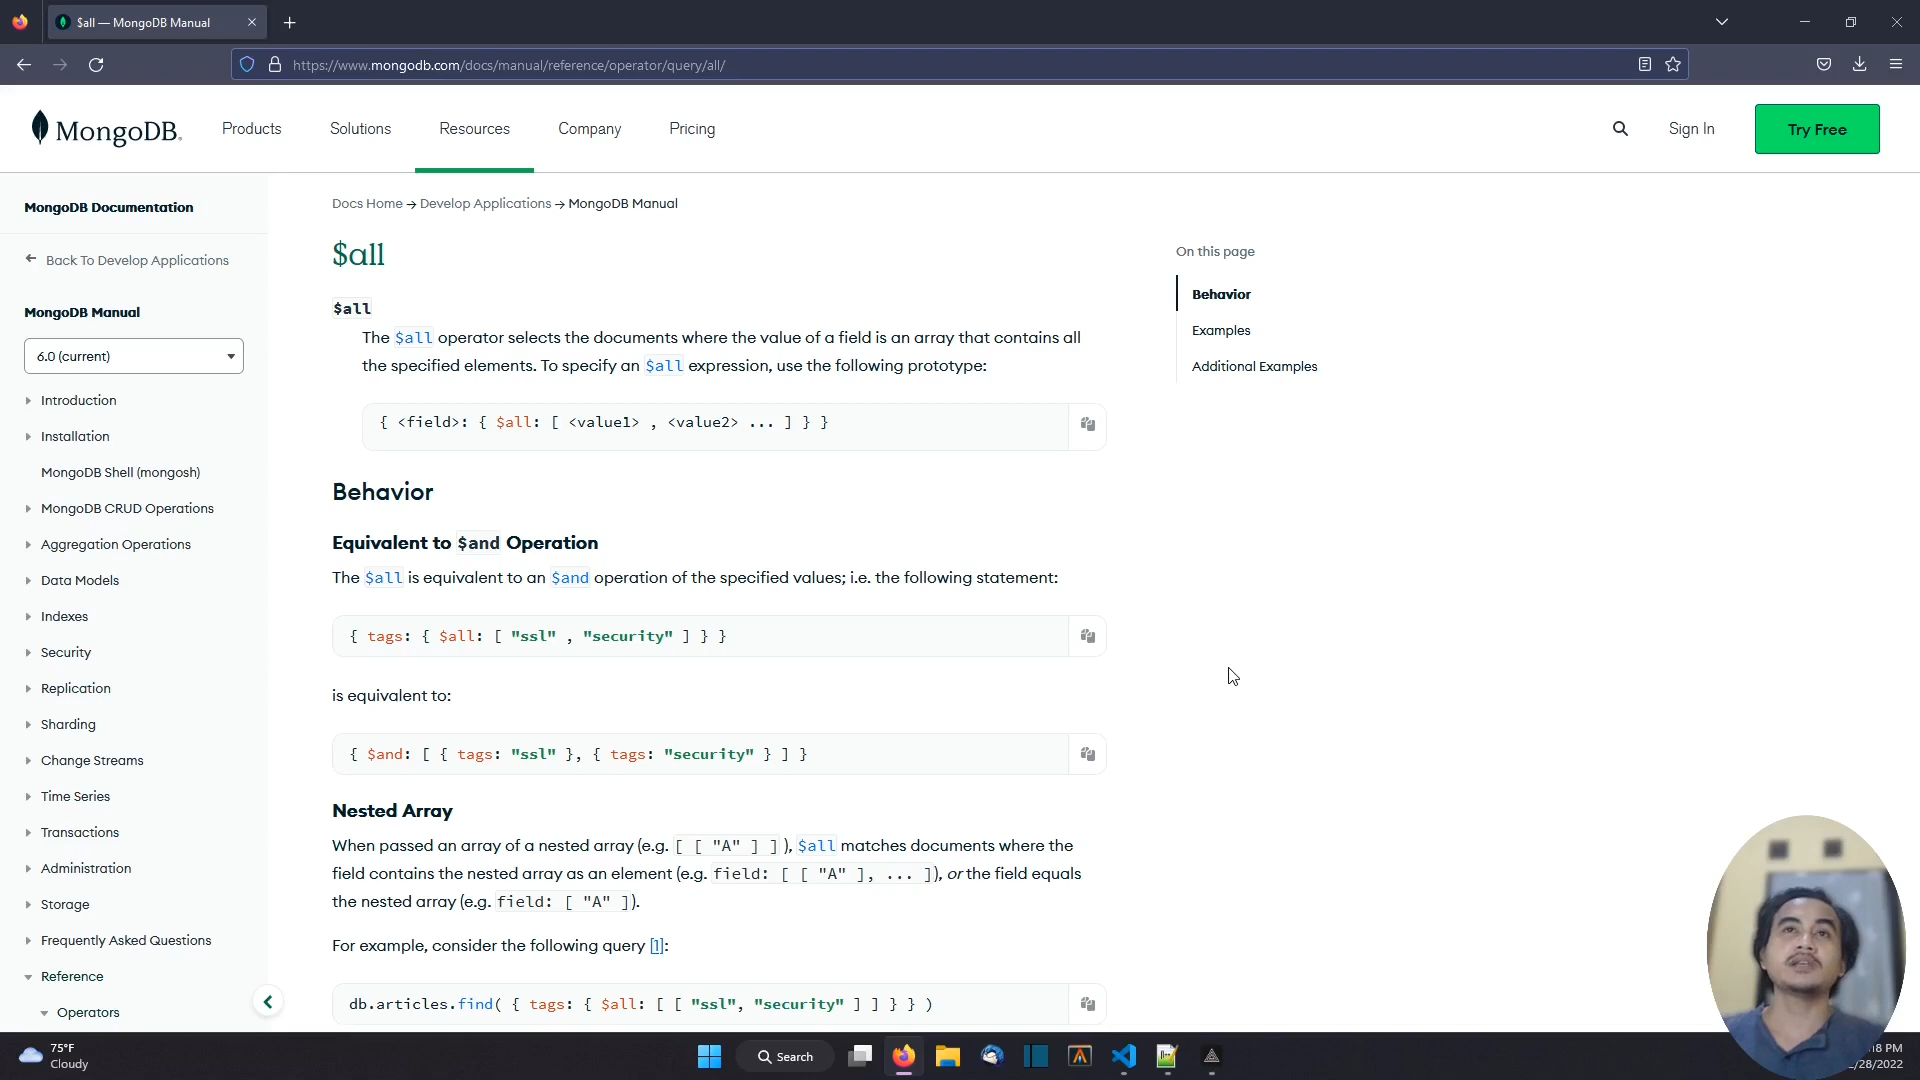 $all — MongoDB Manual
https://www.mongodb.com/docs/manual/reference/operator/query/all/
MongoDB.
Products
Solutions
Resources
Company
Pricing
Sign In
Try Free
MongoDB Documentation
Back To Develop Applications
MongoDB Manual
6.0 (current)
Introduction
Installation
MongoDB Shell (mongosh)
MongoDB CRUD Operations
Aggregation Operations
Data Models
Indexes
Security
Replication
Sharding
Change Streams
Time Series
Transactions
Administration
Storage
Frequently Asked Questions
Reference
Operators
Docs Home → Develop Applications → MongoDB Manual
$all
$all
The $all operator selects the documents where the value of a field is an array that contains all
the specified elements. To specify an $all expression, use the following prototype:
{ <field>: { $all: [ <value1> , <value2> ... ] } }
Behavior
Equivalent to $and Operation
The $all is equivalent to an $and operation of the specified values; i.e. the following statement:
{ tags: { $all: [ "ssl" , "security" ] } }
is equivalent to:
{ $and: [ { tags: "ssl" }, { tags: "security" } ] }
Nested Array
When passed an array of a nested array (e.g. [ [ "A" ] ] ), $all matches documents where the
field contains the nested array as an element (e.g. field: [ [ "A" ], ... ]), or the field equals
the nested array (e.g. field: [ "A" ]).
For example, consider the following query [1]:
db.articles.find( { tags: { $all: [ [ "ssl", "security" ] ] } } )
On this page
Behavior
Examples
Additional Examples
75°F
Cloudy
Search
18 PM
/28/2022